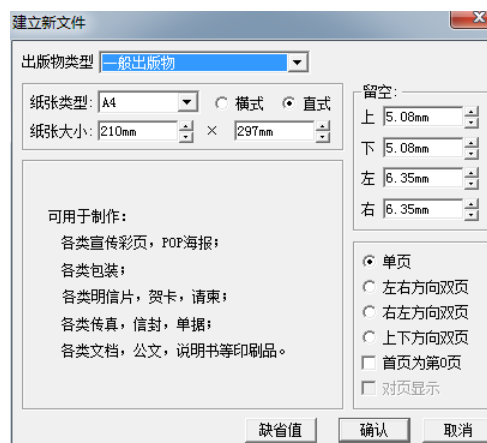 建立新文件
出版物类型 一般出版物
纸张类型: A4 横式 直式
纸张大小: 210mm × 297mm
留空:
上 5.08mm
下 5.08mm
左 6.35mm
右 6.35mm
可用于制作:
各类宣传彩页, POP海报;
各类包装;
各类明信片, 贺卡, 请柬;
各类传真, 信封, 单据;
各类文档, 公文, 说明书等印刷品。
单页
左右方向双页
右左方向双页
上下方向双页
首页为第0页
对页显示
缺省值 确认 取消